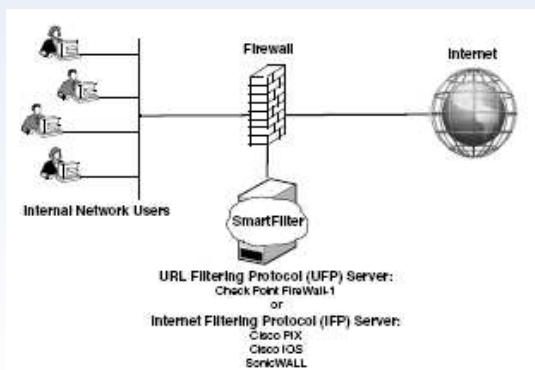 Firewall
Internet
Internal Network Users
SmartFilter
URL Filtering Protocol (UFP) Server:
Check Point FireWall-1
or
Internet Filtering Protocol (IFP) Server:
Cisco PIX
Cisco IOS
SonicWALL